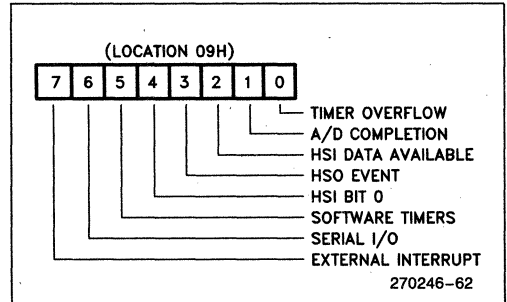 (LOCATION 09H)
7 6 5 4 3 2 1 0
TIMER OVERFLOW
A/D COMPLETION
HSI DATA AVAILABLE
HSO EVENT
HSI BIT 0
SOFTWARE TIMERS
SERIAL I/O
EXTERNAL INTERRUPT
270246-62